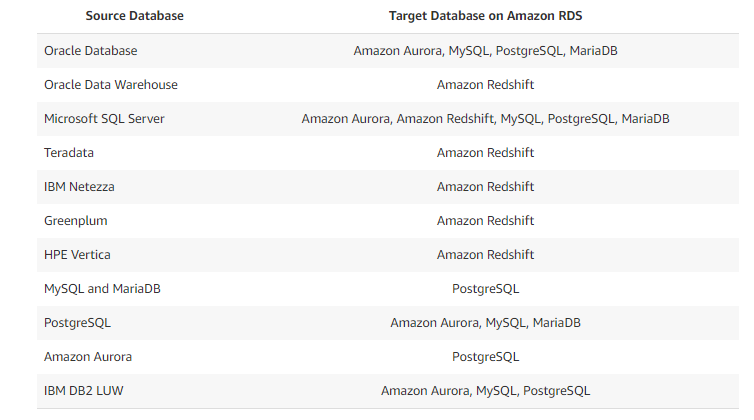 Source Database Target Database on Amazon RDS
Oracle Database Amazon Aurora, MySQL, PostgreSQL, MariaDB
Oracle Data Warehouse Amazon Redshift
Microsoft SQL Server Amazon Aurora, Amazon Redshift, MySQL, PostgreSQL, MariaDB
Teradata Amazon Redshift
IBM Netezza Amazon Redshift
Greenplum Amazon Redshift
HPE Vertica Amazon Redshift
MySQL and MariaDB PostgreSQL
PostgreSQL Amazon Aurora, MySQL, MariaDB
Amazon Aurora PostgreSQL
IBM DB2 LUW Amazon Aurora, MySQL, PostgreSQL